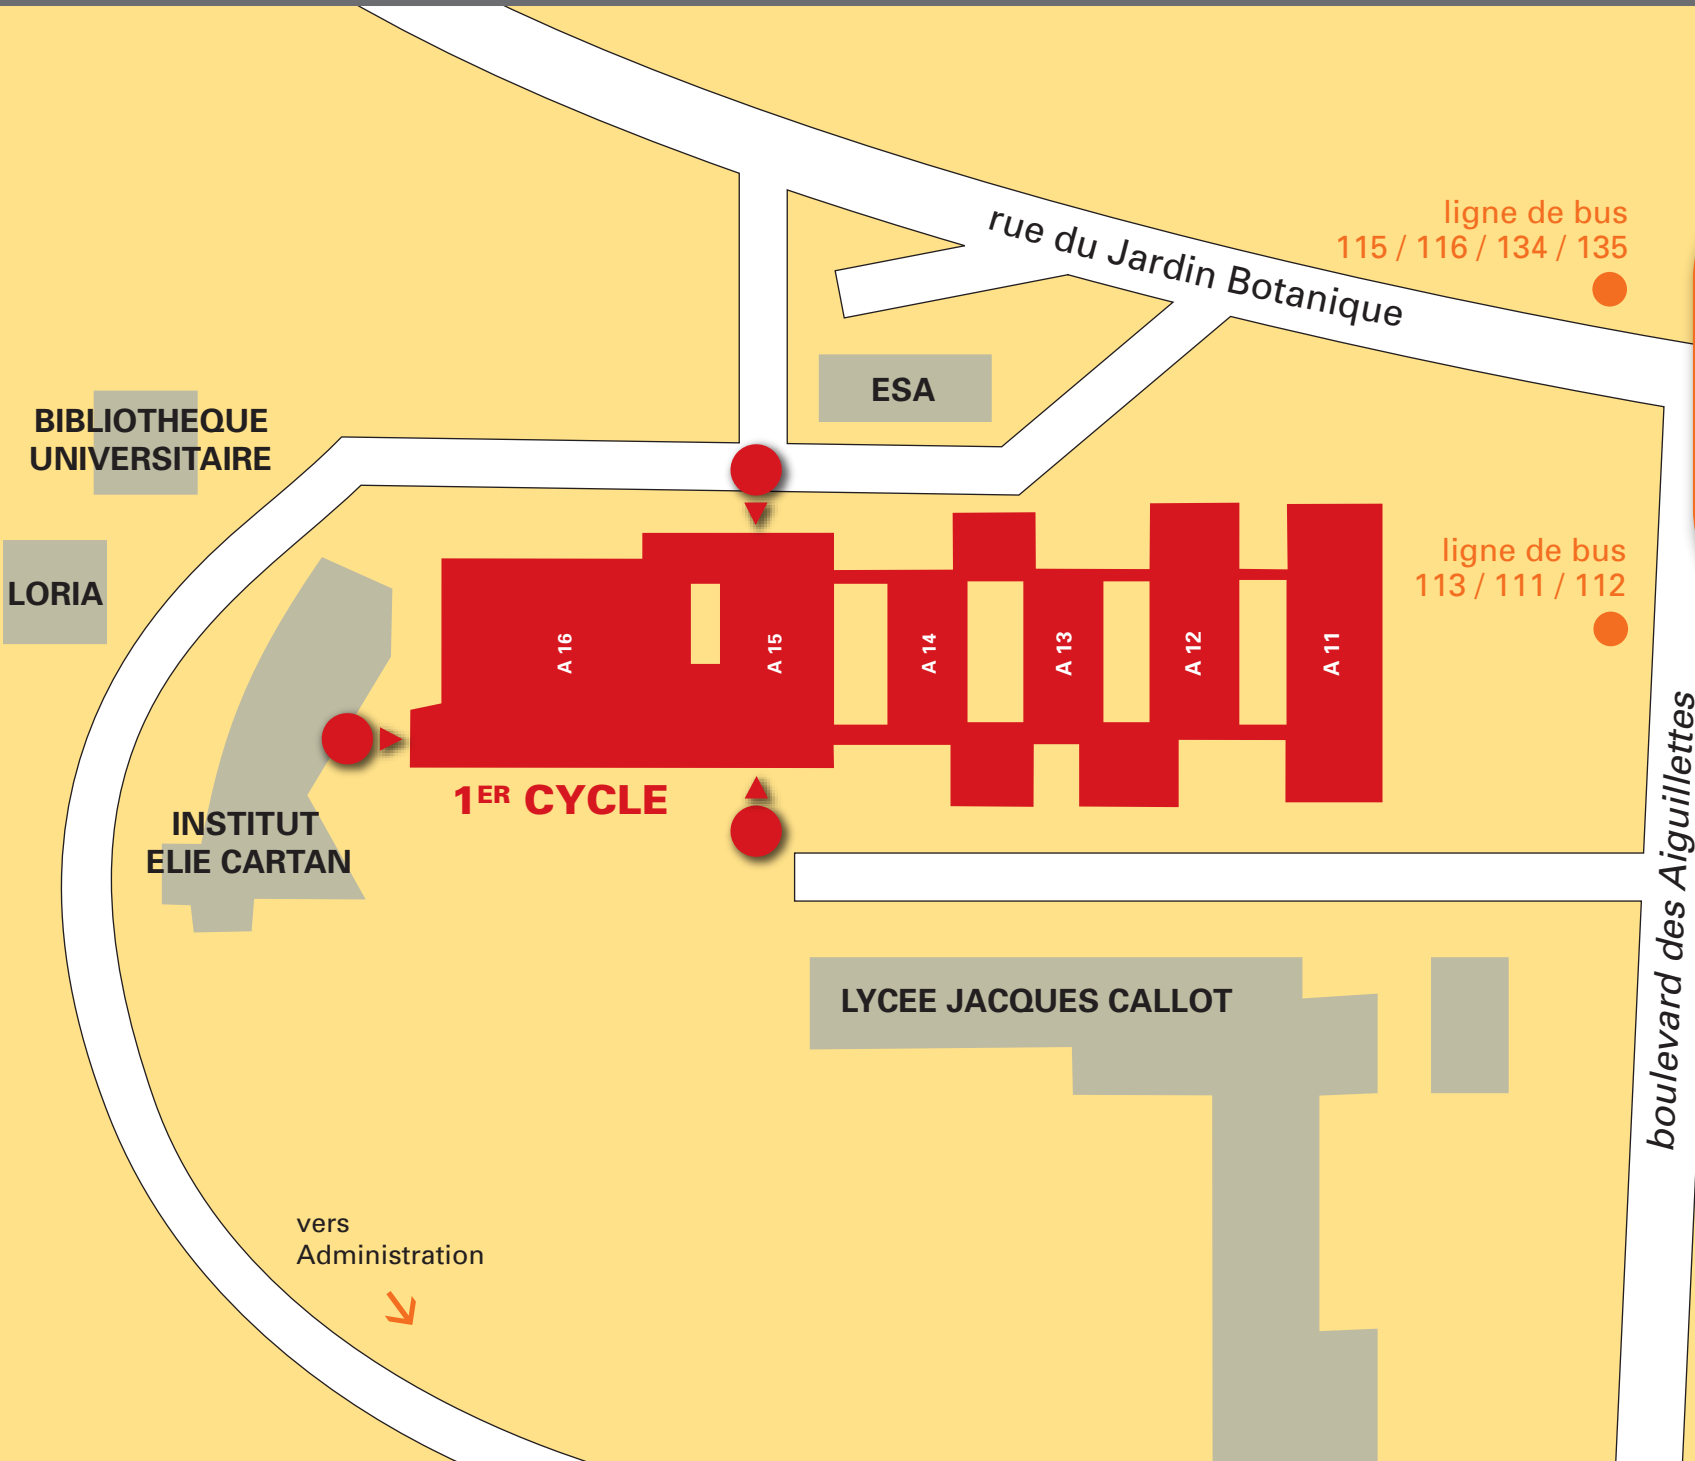 rue du Jardin Botanique
ligne de bus
115 / 116 / 134 / 135
ESA
BIBLIOTHEQUE
UNIVERSITAIRE
LORIA
ligne de bus
113 / 111 / 112
A 16
A 15
A 14
A 13
A 12
A 11
1ER CYCLE
INSTITUT
ELIE CARTAN
boulevard des Aiguillettes
LYCEE JACQUES CALLOT
vers
Administration